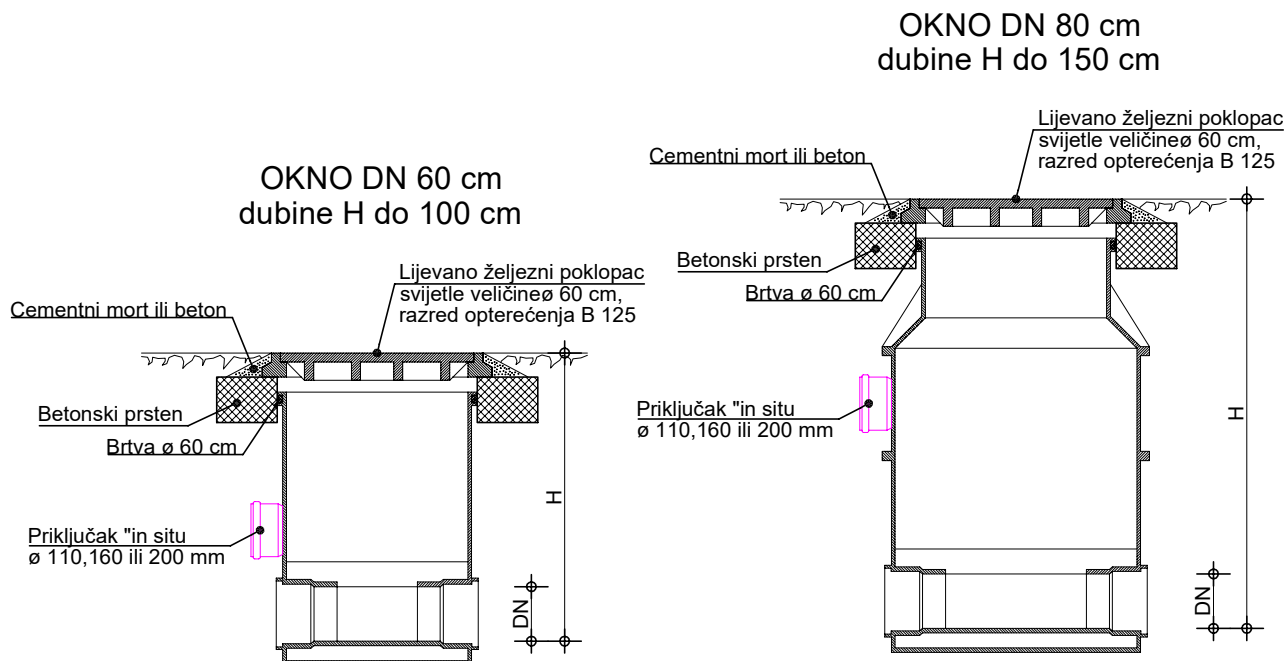 OKNO DN 60 cm
dubine H do 100 cm
Lijevano željezni poklopac
svijetle veličineø 60 cm,
razred opterećenja B 125
Cementni mort ili beton
Betonski prsten
Brtva ø 60 cm
Priključak "in situ
ø 110,160 ili 200 mm
H
DN
OKNO DN 80 cm
dubine H do 150 cm
Lijevano željezni poklopac
svijetle veličineø 60 cm,
razred opterećenja B 125
Cementni mort ili beton
Betonski prsten
Brtva ø 60 cm
Priključak "in situ
ø 110,160 ili 200 mm
H
DN